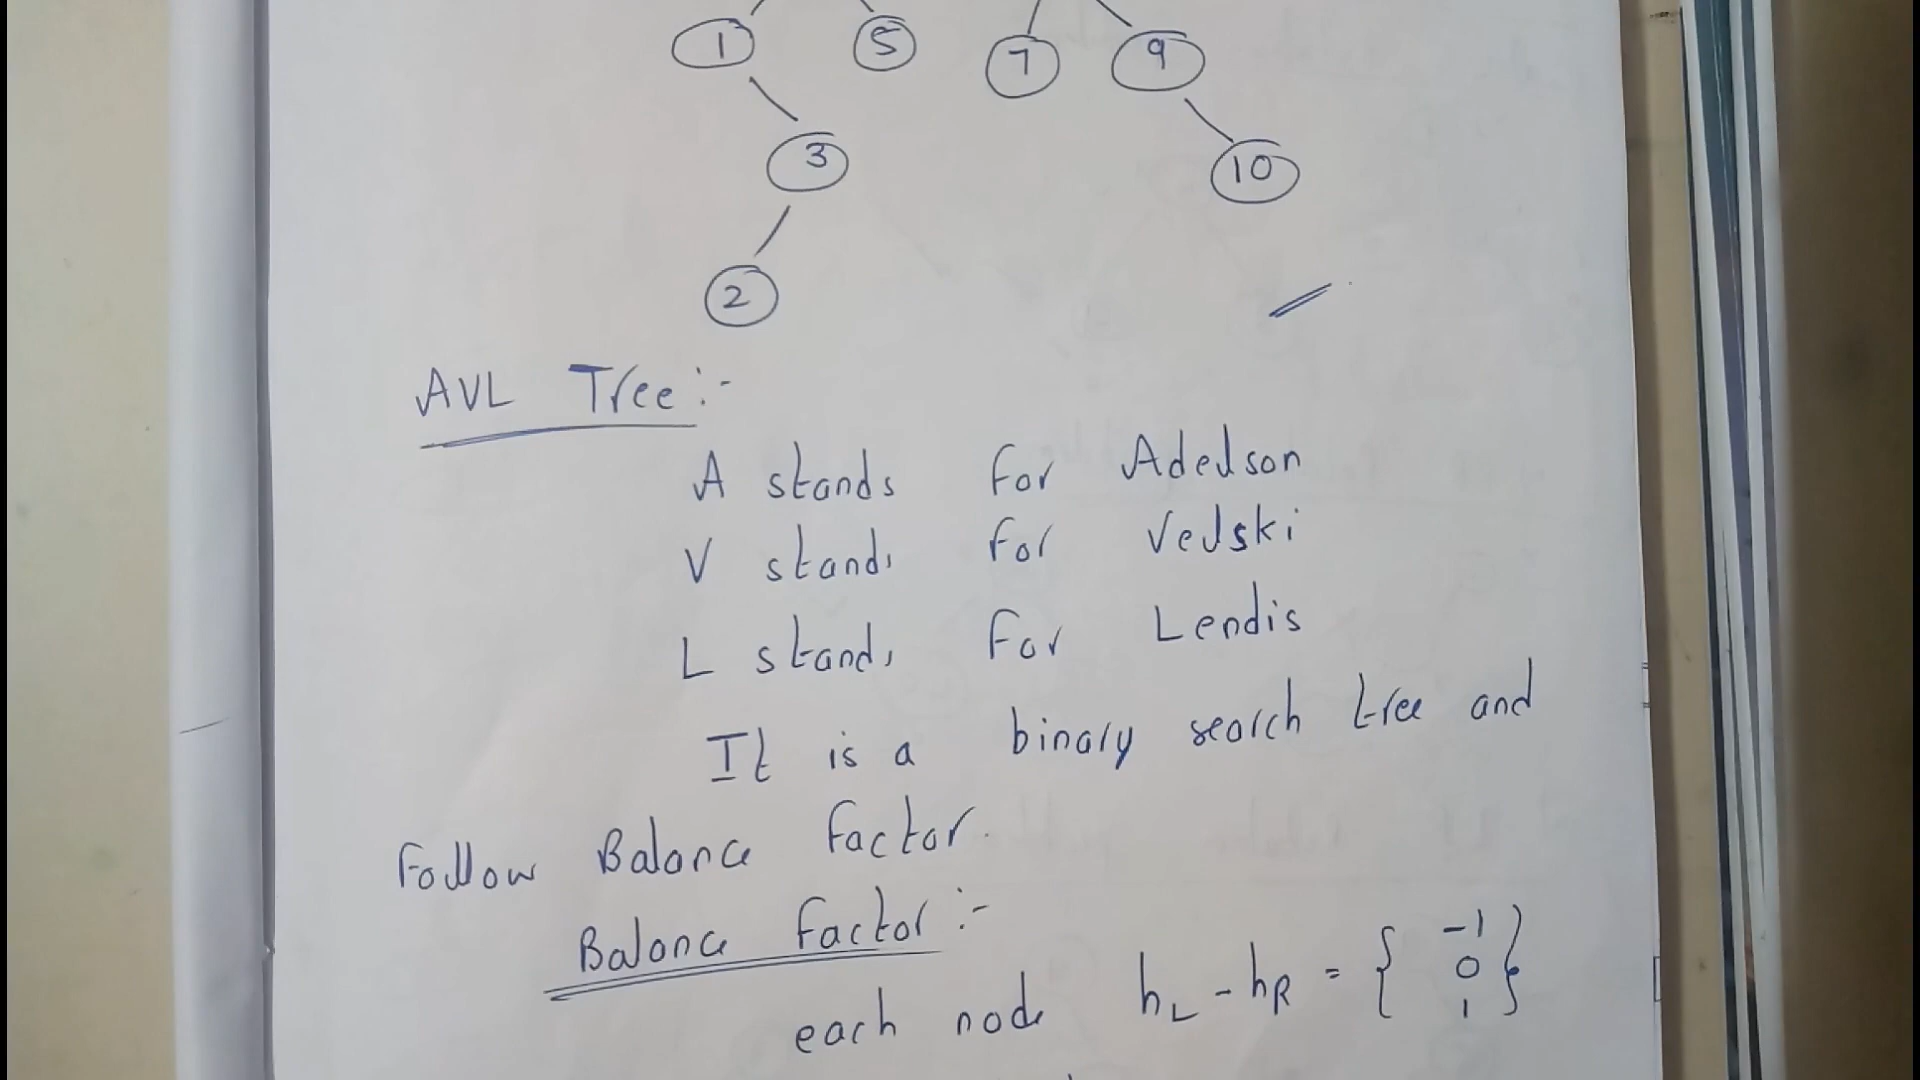 1 5 7 9
3 10
2
AVL Tree :-
A stands for Adelson
V stands for Velski
L stands for Lendis
It is a binary search tree and
Follow Balance Factor.
Balance Factor :-
each node hL - hR = { -1 0 1 }